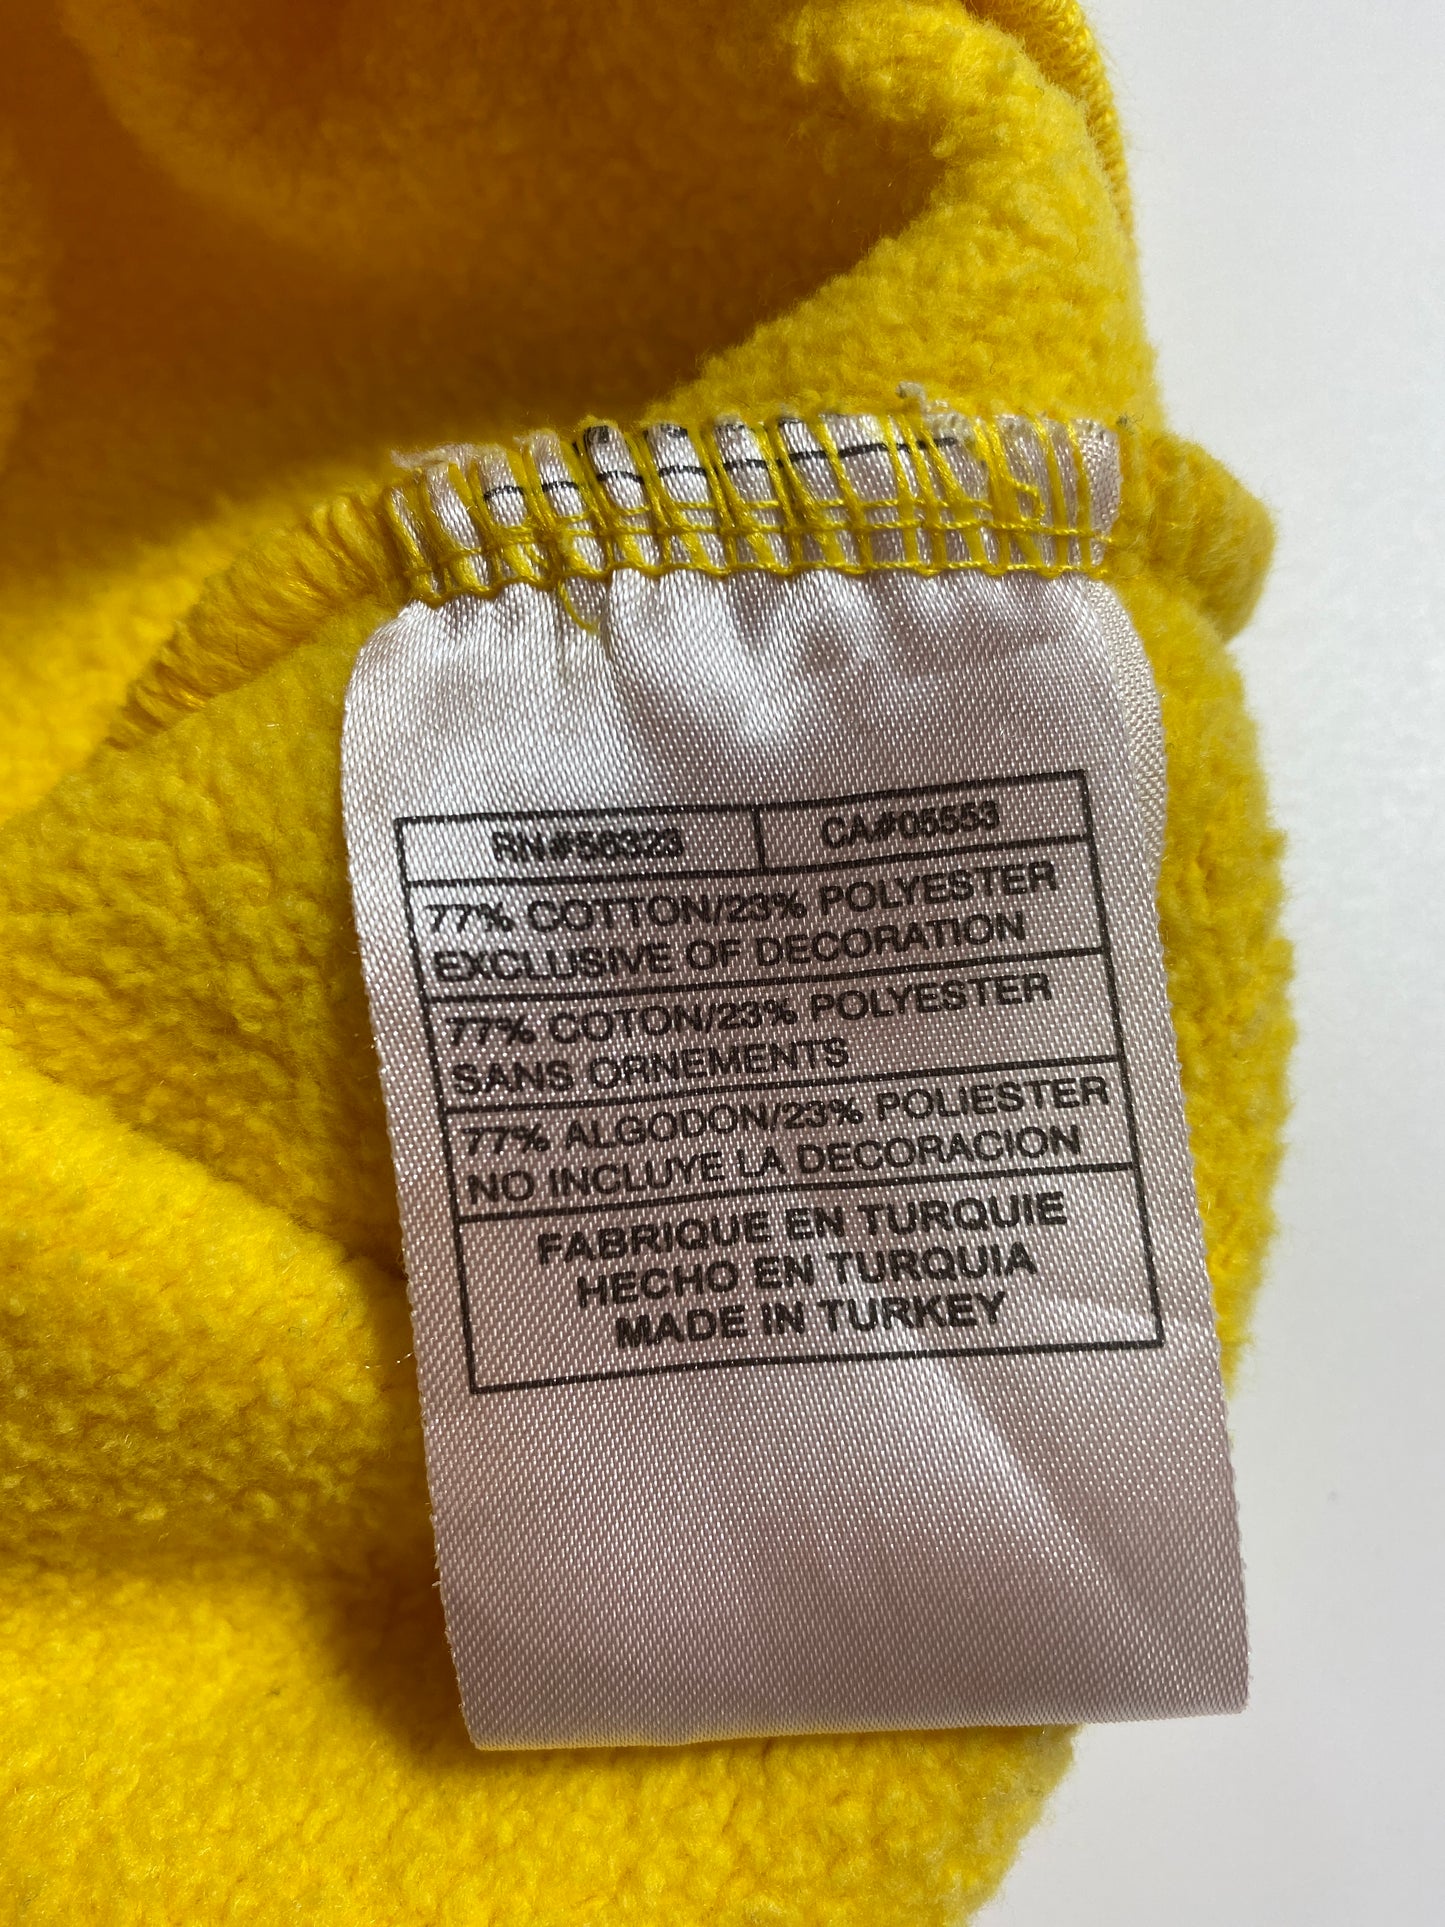 RN#56323 CA#05553
77% COTTON/23% POLYESTER
EXCLUSIVE OF DECORATION
77% COTON/23% POLYESTER
SANS ORNEMENTS
77% ALGODON/23% POLIESTER
NO INCLUYE LA DECORACION
FABRIQUE EN TURQUIE
HECHO EN TURQUIA
MADE IN TURKEY